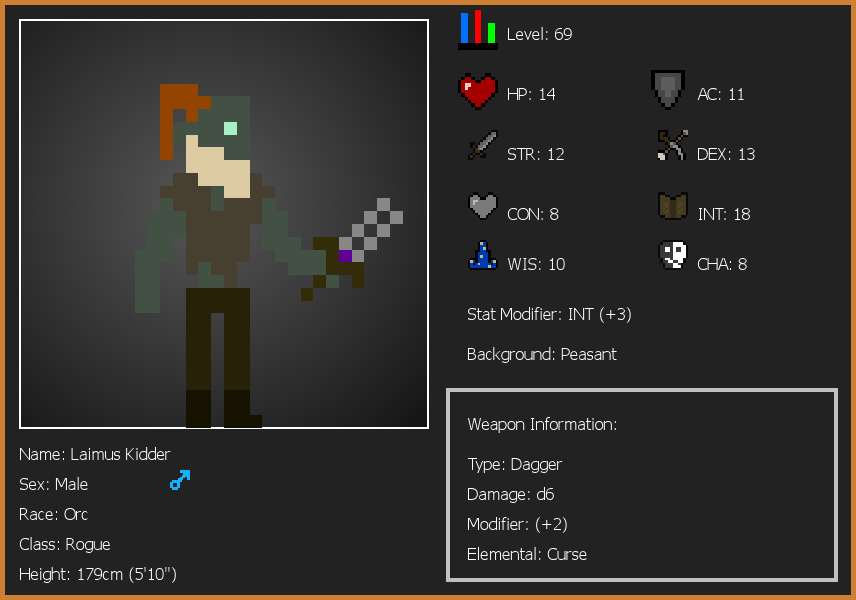 Level: 69
HP: 14
AC: 11
STR: 12
DEX: 13
CON: 8
INT: 18
WIS: 10
CHA: 8
Stat Modifier: INT (+3)
Background: Peasant
Weapon Information:
Type: Dagger
Damage: d6
Modifier: (+2)
Elemental: Curse
Name: Laimus Kidder
Sex: Male
Race: Orc
Class: Rogue
Height: 179cm (5'10")